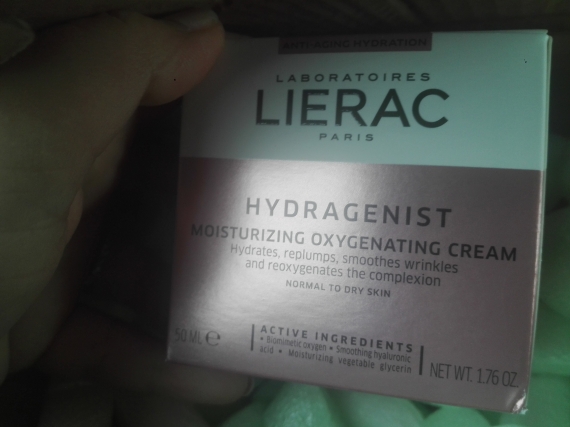 ANTI-AGING HYDRATION
LABORATOIRES
LIERAC
PARIS
HYDRAGENIST
MOISTURIZING OXYGENATING CREAM
Hydrates, replumps, smoothes wrinkles
and reoxygenates the complexion
NORMAL TO DRY SKIN
50 ML ℮
ACTIVE INGREDIENTS
• Biomimetic oxygen • Smoothing hyaluronic
acid • Moisturizing vegetable glycerin
NET WT. 1.76 OZ.